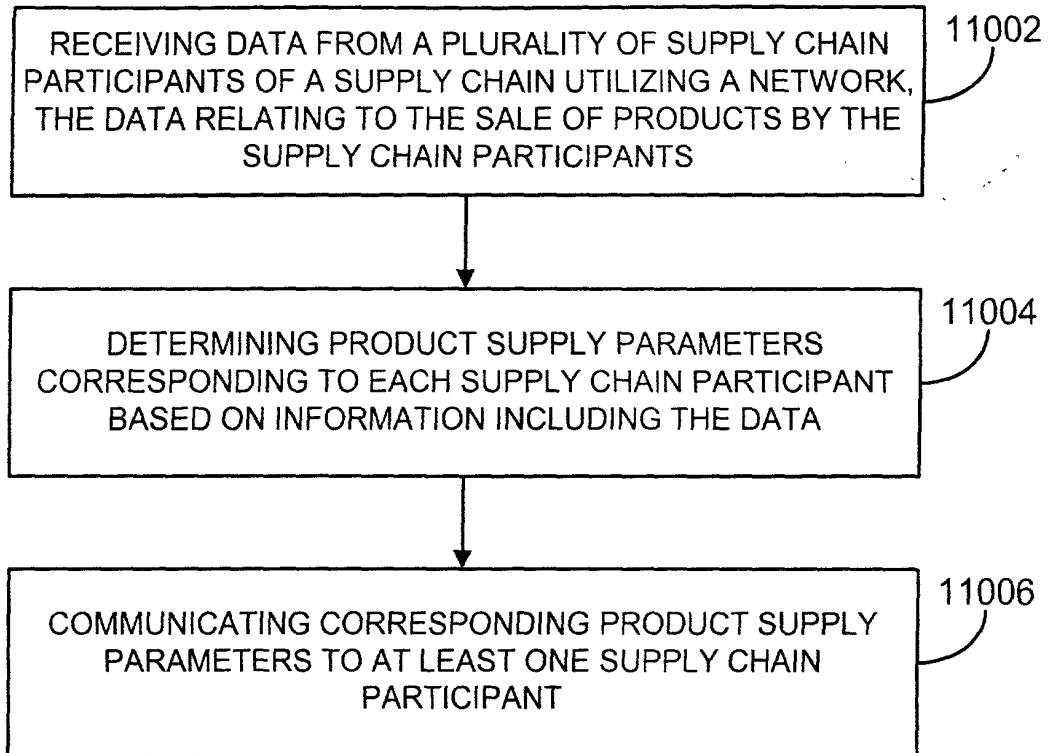 RECEIVING DATA FROM A PLURALITY OF SUPPLY CHAIN
PARTICIPANTS OF A SUPPLY CHAIN UTILIZING A NETWORK,
THE DATA RELATING TO THE SALE OF PRODUCTS BY THE
SUPPLY CHAIN PARTICIPANTS
11002
DETERMINING PRODUCT SUPPLY PARAMETERS
CORRESPONDING TO EACH SUPPLY CHAIN PARTICIPANT
BASED ON INFORMATION INCLUDING THE DATA
11004
COMMUNICATING CORRESPONDING PRODUCT SUPPLY
PARAMETERS TO AT LEAST ONE SUPPLY CHAIN
PARTICIPANT
11006